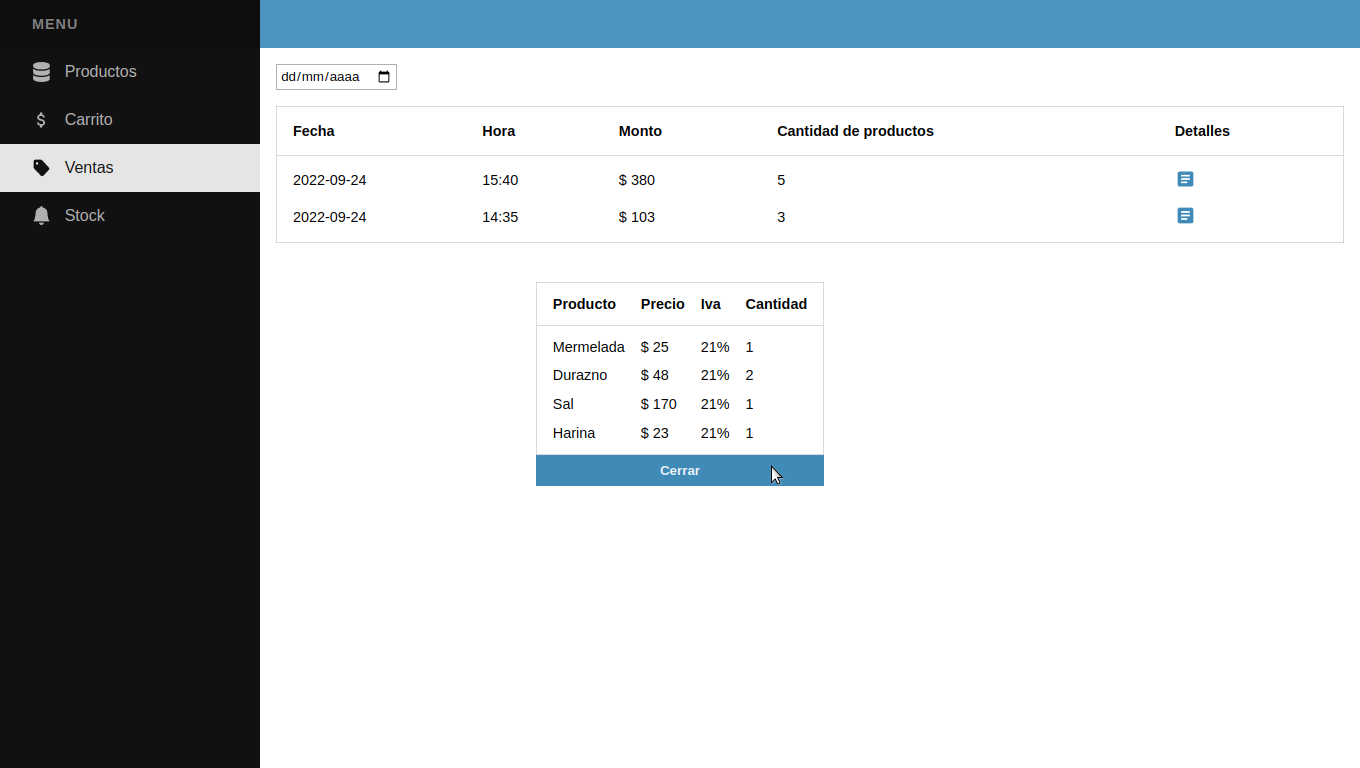 MENU
Productos
Carrito
Ventas
Stock
dd/mm/aaaa
Fecha Hora Monto Cantidad de productos Detalles
2022-09-24 15:40 $ 380 5
2022-09-24 14:35 $ 103 3
Producto Precio Iva Cantidad
Mermelada $ 25 21% 1
Durazno $ 48 21% 2
Sal $ 170 21% 1
Harina $ 23 21% 1
Cerrar